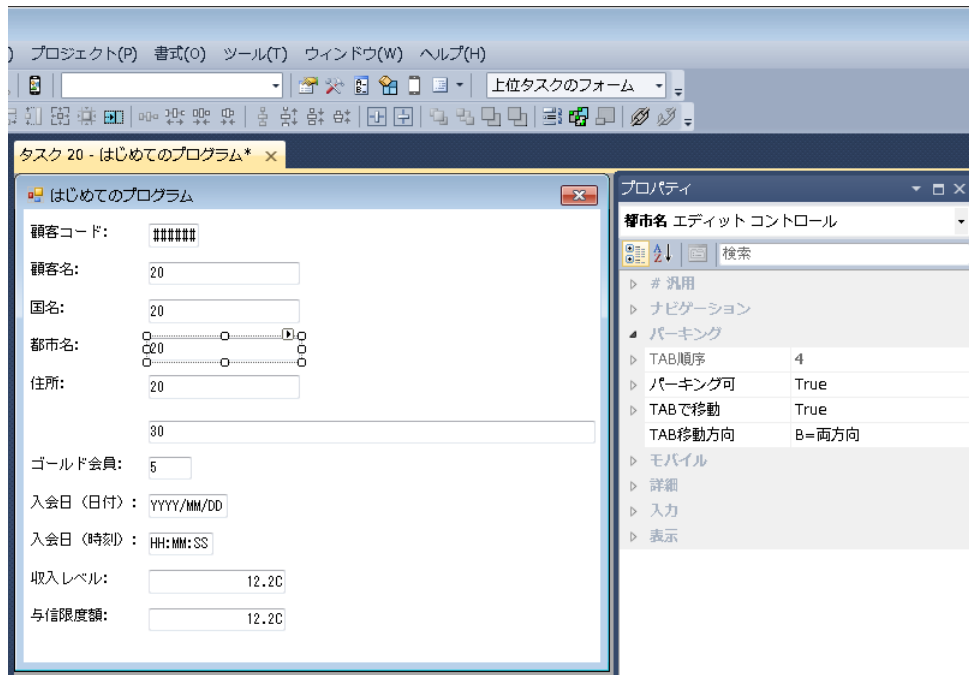 ) プロジェクト(P) 書式(O) ツール(T) ウィンドウ(W) ヘルプ(H)
上位タスクのフォーム
タスク 20 - はじめてのプログラム* ×
はじめてのプログラム
顧客コード: ######
顧客名: 20
国名: 20
都市名: 20
住所: 20
30
ゴールド会員: 5
入会日（日付）: YYYY/MM/DD
入会日（時刻）: HH:MM:SS
収入レベル: 12.2C
与信限度額: 12.2C
プロパティ
都市名 エディット コントロール
検索
# 汎用
ナビゲーション
パーキング
TAB順序 4
パーキング可 True
TABで移動 True
TAB移動方向 B=両方向
モバイル
詳細
入力
表示